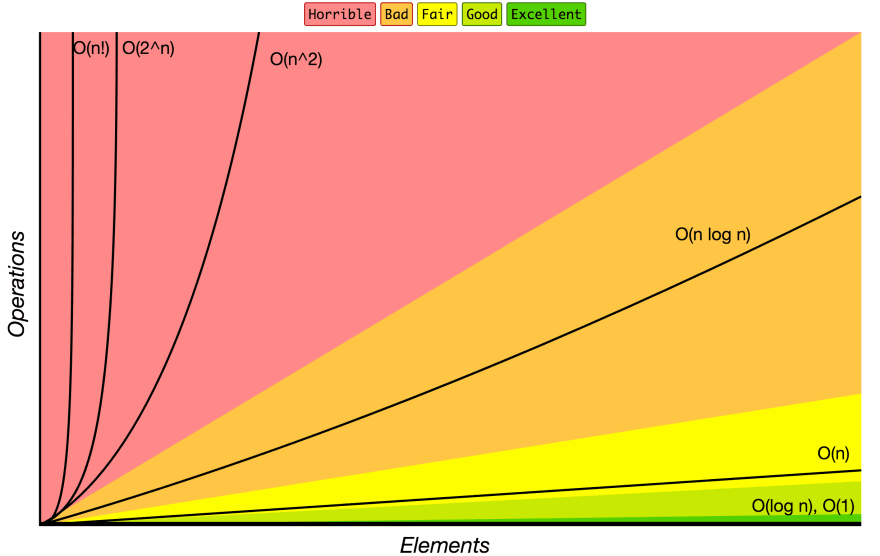 Horrible Bad Fair Good Excellent
O(n!) O(2^n)
O(n^2)
O(n log n)
Operations
O(n)
O(log n), O(1)
Elements